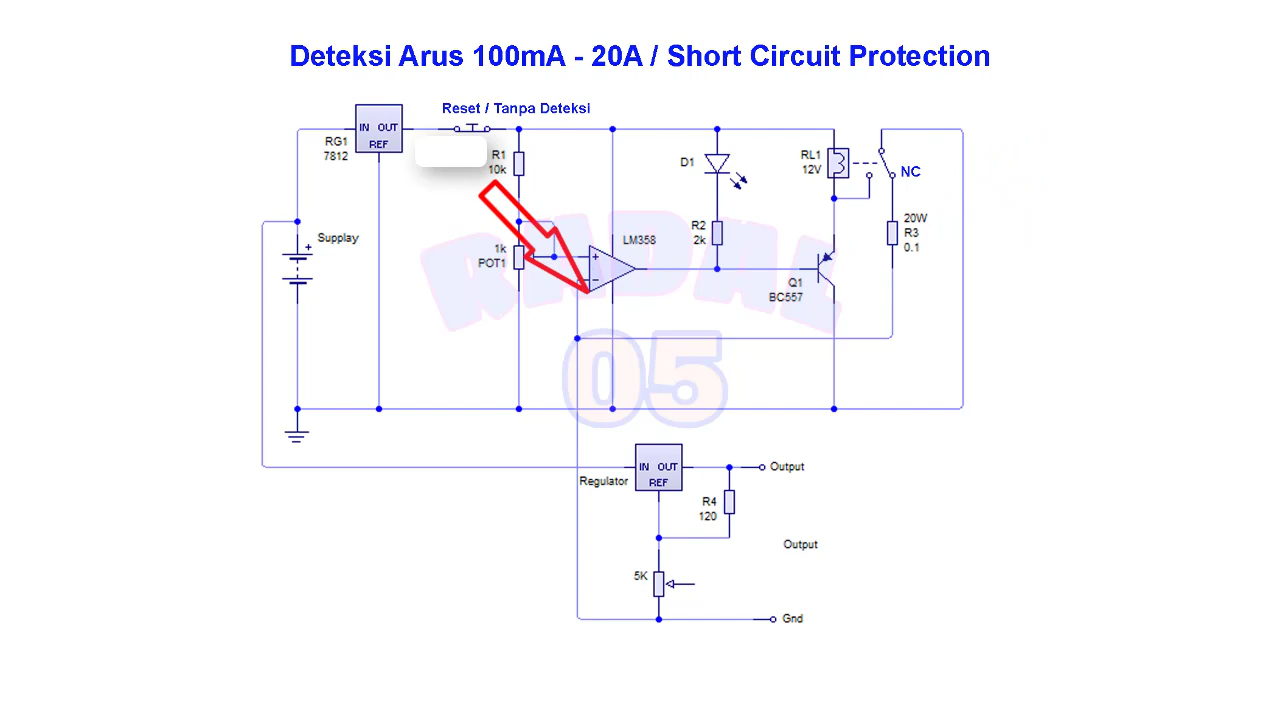 Deteksi Arus 100mA - 20A / Short Circuit Protection
Reset / Tanpa Deteksi
IN OUT
REF
RG1
7812
R1
10k
D1
RL1
12V
NC
Supplay
+
1k
POT1
LM358
+
−
R2
2k
20W
R3
0.1
Q1
BC557
RADAL
05
IN OUT
REF
Regulator
Output
R4
120
Output
5K
Gnd